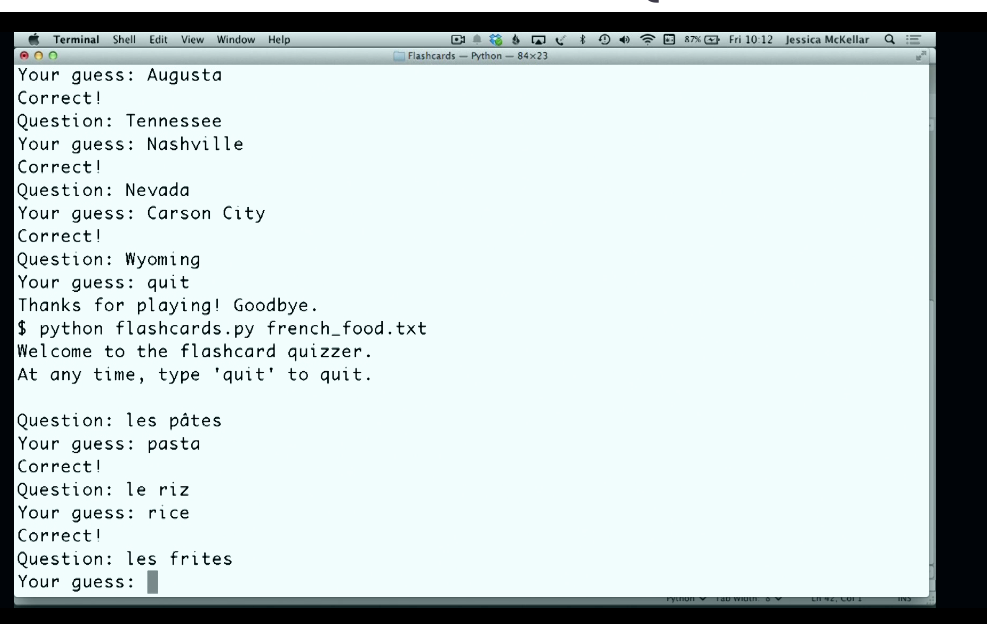 Terminal Shell Edit View Window Help 87% Fri 10:12 Jessica McKellar
Flashcards — Python — 84×23
Your guess: Augusta
Correct!
Question: Tennessee
Your guess: Nashville
Correct!
Question: Nevada
Your guess: Carson City
Correct!
Question: Wyoming
Your guess: quit
Thanks for playing! Goodbye.
$ python flashcards.py french_food.txt
Welcome to the flashcard quizzer.
At any time, type 'quit' to quit.
Question: les pâtes
Your guess: pasta
Correct!
Question: le riz
Your guess: rice
Correct!
Question: les frites
Your guess:
Python Tab Width: 8 Ln 42, Col 1 INS